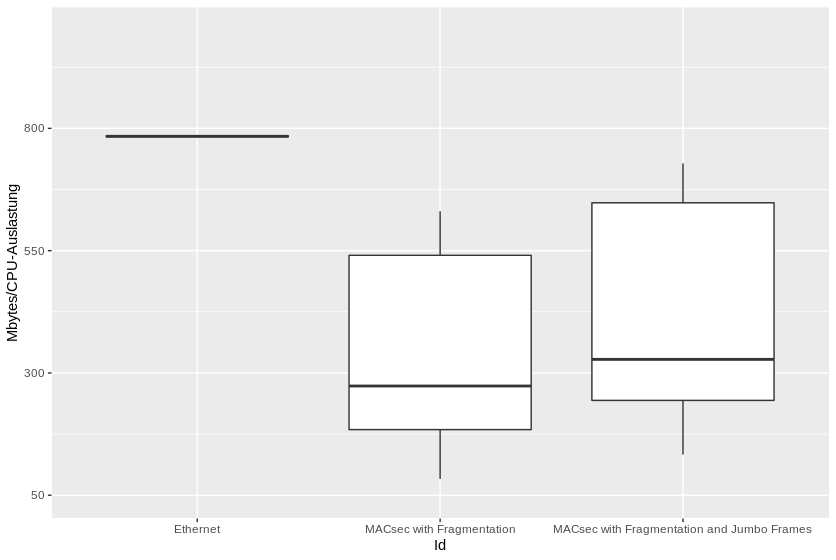 Mbytes/CPU-Auslastung
800
550
300
50
Ethernet
MACsec with Fragmentation
MACsec with Fragmentation and Jumbo Frames
Id